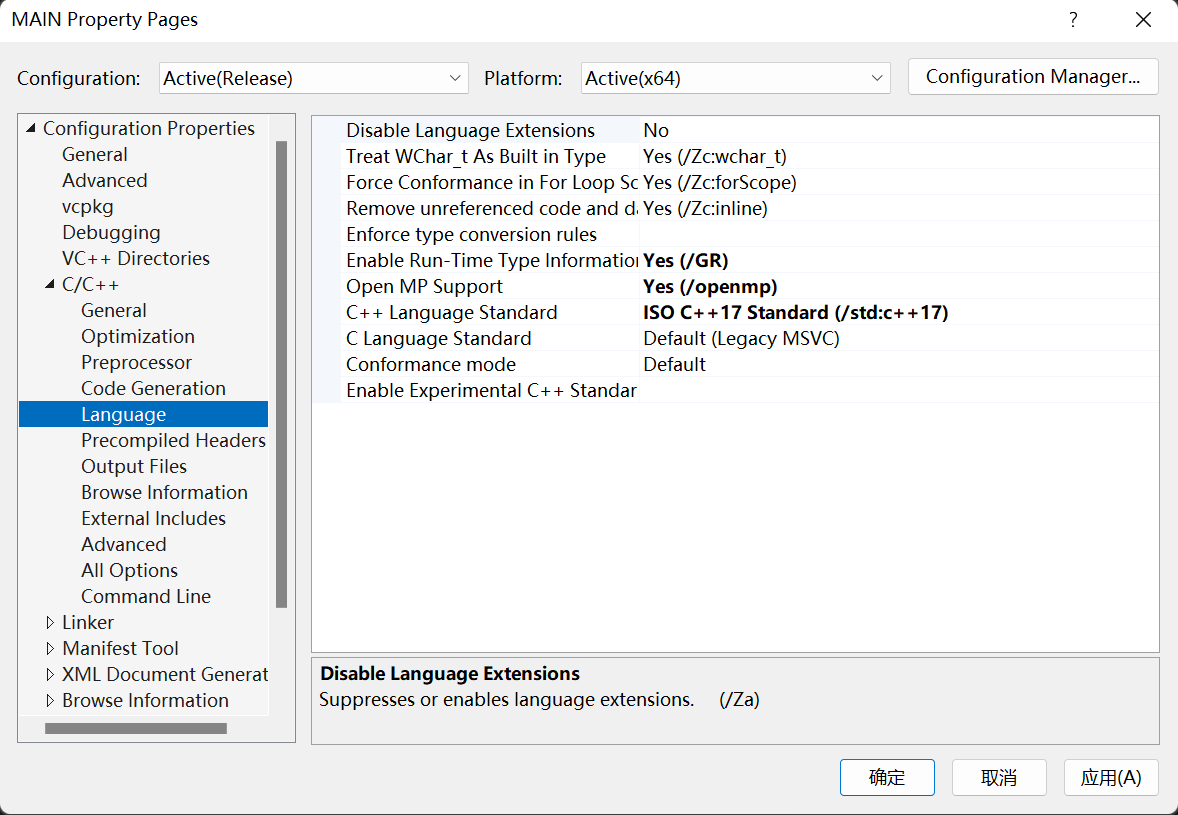 MAIN Property Pages
?
Configuration: Active(Release) Platform: Active(x64) Configuration Manager...
Configuration Properties
General
Advanced
vcpkg
Debugging
VC++ Directories
C/C++
General
Optimization
Preprocessor
Code Generation
Language
Precompiled Headers
Output Files
Browse Information
External Includes
Advanced
All Options
Command Line
Linker
Manifest Tool
XML Document Generat
Browse Information
Disable Language Extensions No
Treat WChar_t As Built in Type Yes (/Zc:wchar_t)
Force Conformance in For Loop Sc Yes (/Zc:forScope)
Remove unreferenced code and da Yes (/Zc:inline)
Enforce type conversion rules
Enable Run-Time Type Information Yes (/GR)
Open MP Support Yes (/openmp)
C++ Language Standard ISO C++17 Standard (/std:c++17)
C Language Standard Default (Legacy MSVC)
Conformance mode Default
Enable Experimental C++ Standar
Disable Language Extensions
Suppresses or enables language extensions. (/Za)
确定 取消 应用(A)